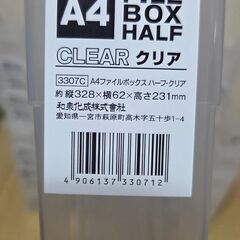 A4 FILE
BOX
HALF
CLEAR クリア
3307C A4ファイルボックス ハーフ・クリア
約 縦328×横62×高さ231mm
和泉化成株式会社
愛知県一宮市萩原町高木字五十歩1-4
4 906137 330712